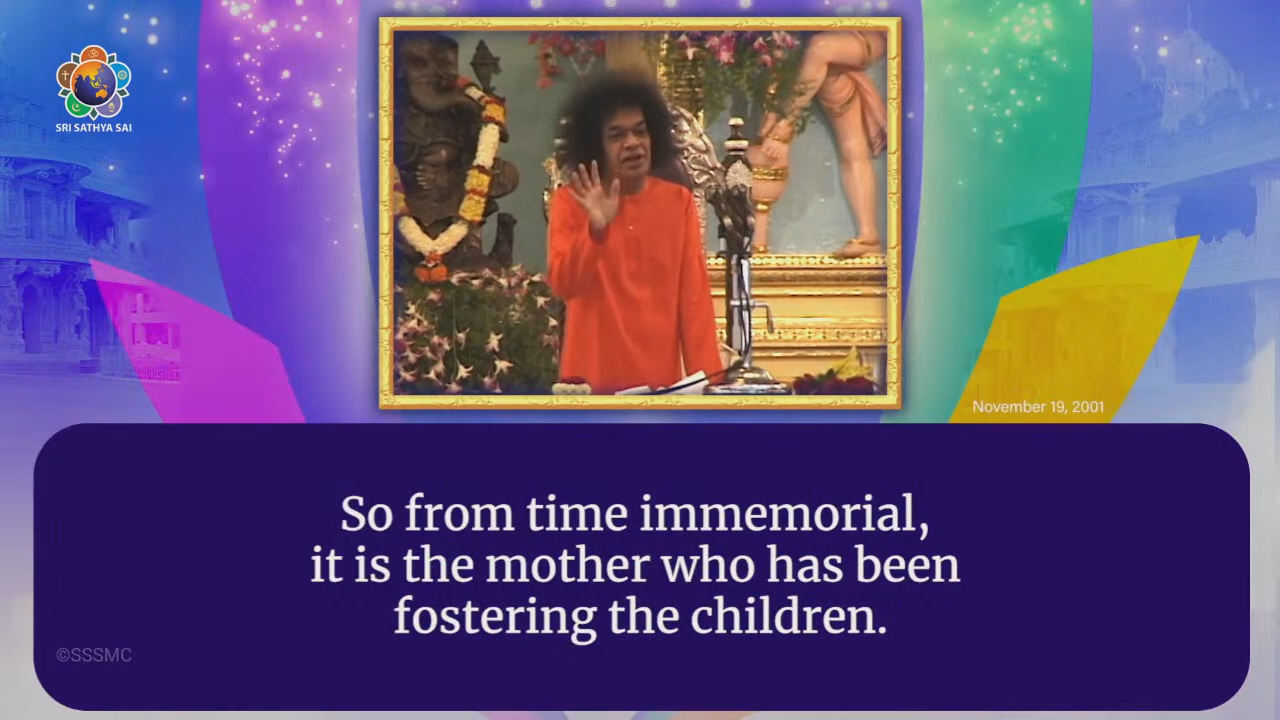 SRI SATHYA SAI
November 19, 2001
So from time immemorial,
it is the mother who has been
fostering the children.
©SSSMC